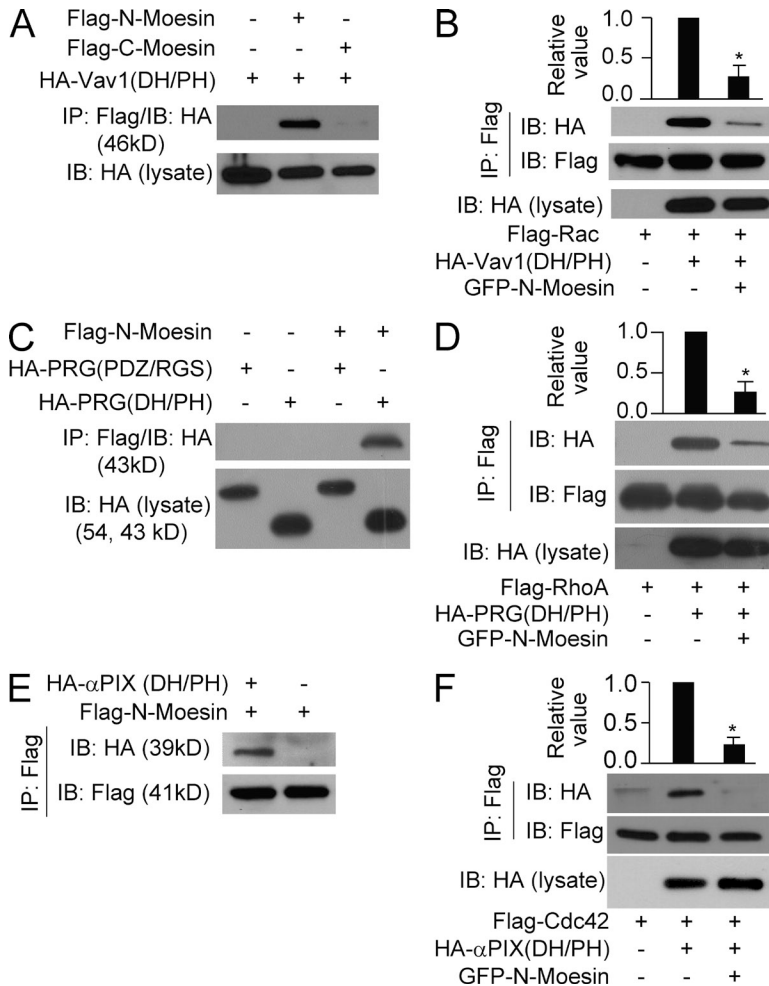 A
Flag-N-Moesin - + -
Flag-C-Moesin - - +
HA-Vav1(DH/PH) + + +
IP: Flag/IB: HA
(46kD)
IB: HA (lysate)
B
Relative
value
1.0
0.5
0.0
*
IP: Flag
IB: HA
IB: Flag
IB: HA (lysate)
Flag-Rac + + +
HA-Vav1(DH/PH) - + +
GFP-N-Moesin - - +
C
Flag-N-Moesin - - + +
HA-PRG(PDZ/RGS) + - + -
HA-PRG(DH/PH) - + - +
IP: Flag/IB: HA
(43kD)
IB: HA (lysate)
(54, 43 kD)
D
Relative
value
1.0
0.5
0.0
*
IP: Flag
IB: HA
IB: Flag
IB: HA (lysate)
Flag-RhoA + + +
HA-PRG(DH/PH) - + +
GFP-N-Moesin - - +
E
HA-αPIX (DH/PH) + -
Flag-N-Moesin + +
IP: Flag
IB: HA (39kD)
IB: Flag (41kD)
F
Relative
value
1.0
0.5
0.0
*
IP: Flag
IB: HA
IB: Flag
IB: HA (lysate)
Flag-Cdc42 + + +
HA-αPIX(DH/PH) - + +
GFP-N-Moesin - - +